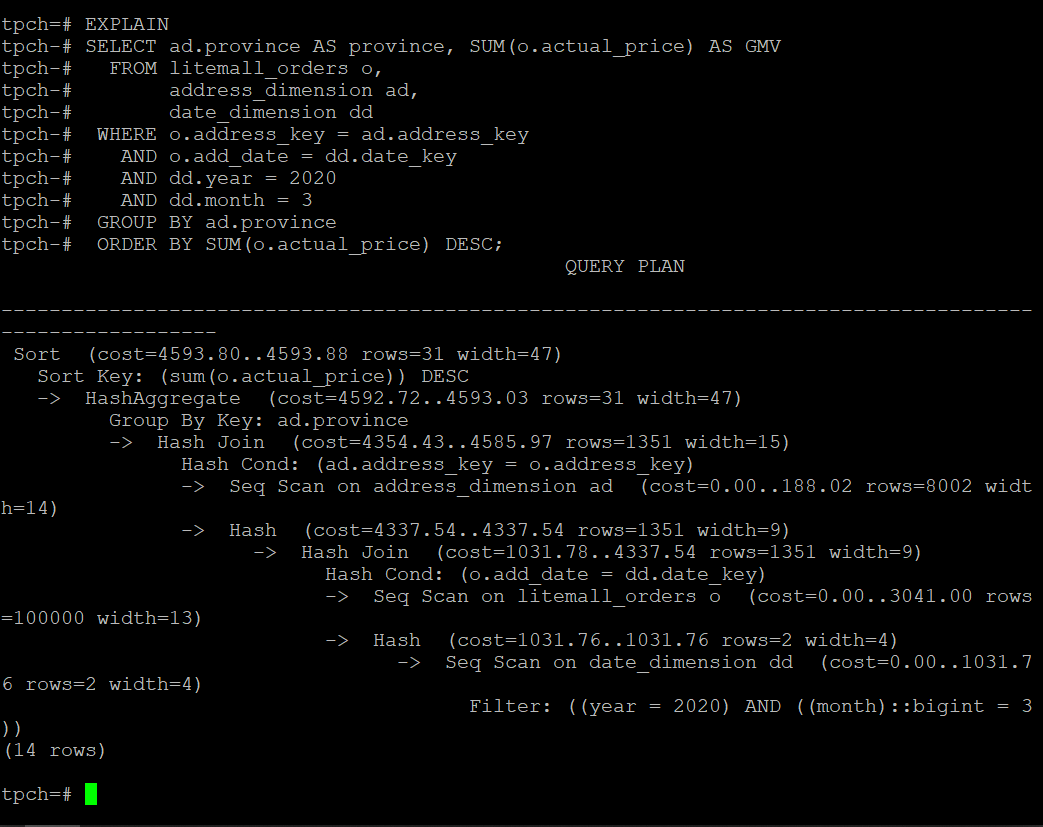 tpch=# EXPLAIN
tpch-# SELECT ad.province AS province, SUM(o.actual_price) AS GMV
tpch-#   FROM litemall_orders o,
tpch-#        address_dimension ad,
tpch-#        date_dimension dd
tpch-#  WHERE o.address_key = ad.address_key
tpch-#    AND o.add_date = dd.date_key
tpch-#    AND dd.year = 2020
tpch-#    AND dd.month = 3
tpch-#  GROUP BY ad.province
tpch-#  ORDER BY SUM(o.actual_price) DESC;
                                               QUERY PLAN
--------------------------------------------------------------------------------------
------------------
 Sort  (cost=4593.80..4593.88 rows=31 width=47)
   Sort Key: (sum(o.actual_price)) DESC
   ->  HashAggregate  (cost=4592.72..4593.03 rows=31 width=47)
         Group By Key: ad.province
         ->  Hash Join  (cost=4354.43..4585.97 rows=1351 width=15)
               Hash Cond: (ad.address_key = o.address_key)
               ->  Seq Scan on address_dimension ad  (cost=0.00..188.02 rows=8002 widt
h=14)
               ->  Hash  (cost=4337.54..4337.54 rows=1351 width=9)
                     ->  Hash Join  (cost=1031.78..4337.54 rows=1351 width=9)
                           Hash Cond: (o.add_date = dd.date_key)
                           ->  Seq Scan on litemall_orders o  (cost=0.00..3041.00 rows
=100000 width=13)
                           ->  Hash  (cost=1031.76..1031.76 rows=2 width=4)
                                 ->  Seq Scan on date_dimension dd  (cost=0.00..1031.7
6 rows=2 width=4)
                                       Filter: ((year = 2020) AND ((month)::bigint = 3
))
(14 rows)
tpch=#